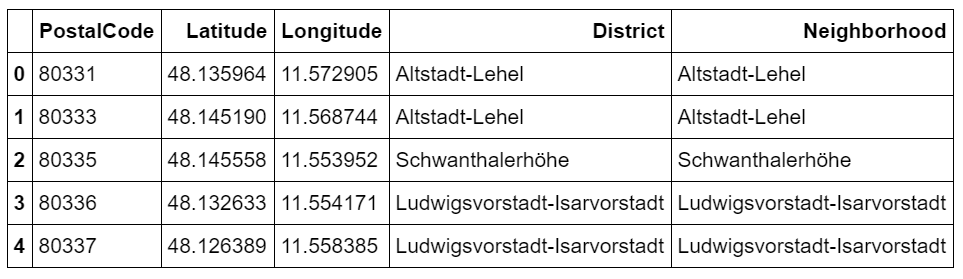 PostalCode Latitude Longitude District Neighborhood
0 80331 48.135964 11.572905 Altstadt-Lehel Altstadt-Lehel
1 80333 48.145190 11.568744 Altstadt-Lehel Altstadt-Lehel
2 80335 48.145558 11.553952 Schwanthalerhöhe Schwanthalerhöhe
3 80336 48.132633 11.554171 Ludwigsvorstadt-Isarvorstadt Ludwigsvorstadt-Isarvorstadt
4 80337 48.126389 11.558385 Ludwigsvorstadt-Isarvorstadt Ludwigsvorstadt-Isarvorstadt